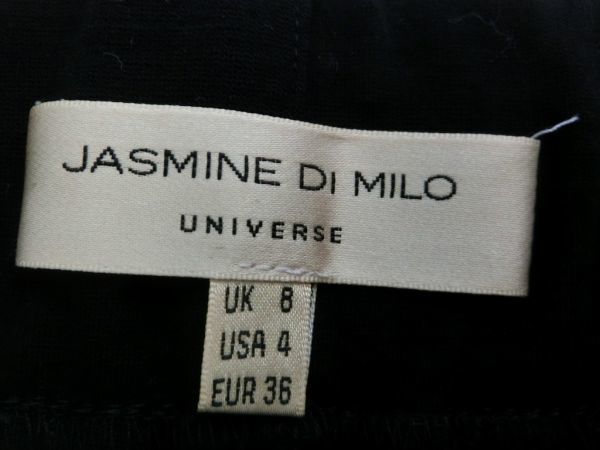 JASMINE Di MILO
UNIVERSE
UK 8
USA 4
EUR 36